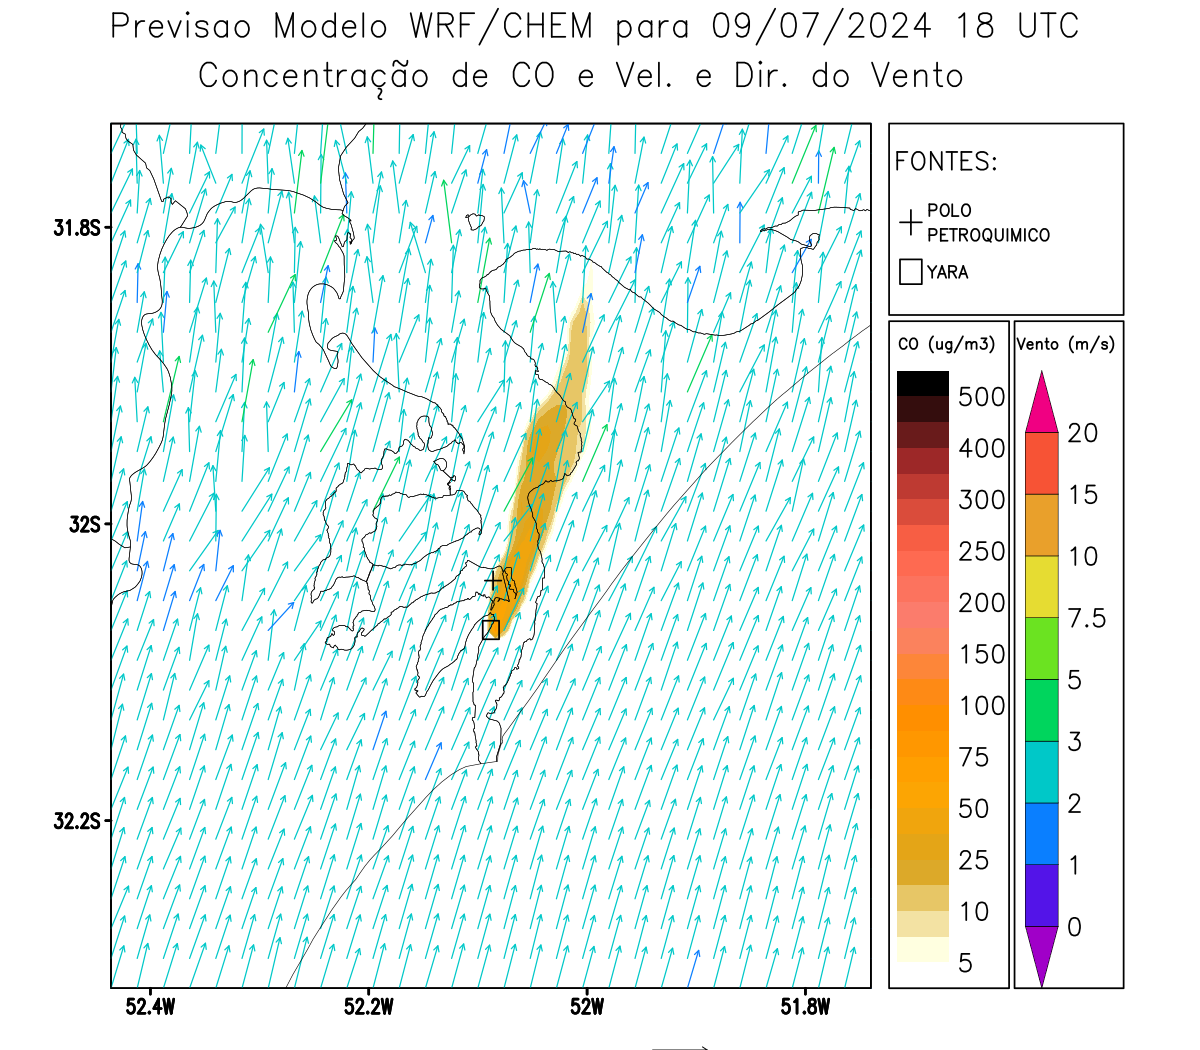 Previsao Modelo WRF/CHEM para 09/07/2024 18 UTC
Concentração de CO e Vel. e Dir. do Vento
FONTES:
POLO
PETROQUIMICO
YARA
31.8S
32S
32.2S
52.4W
52.2W
52W
51.8W
CO (ug/m3)
500
400
300
250
200
150
100
75
50
25
10
5
Vento (m/s)
20
15
10
7.5
5
3
2
1
0